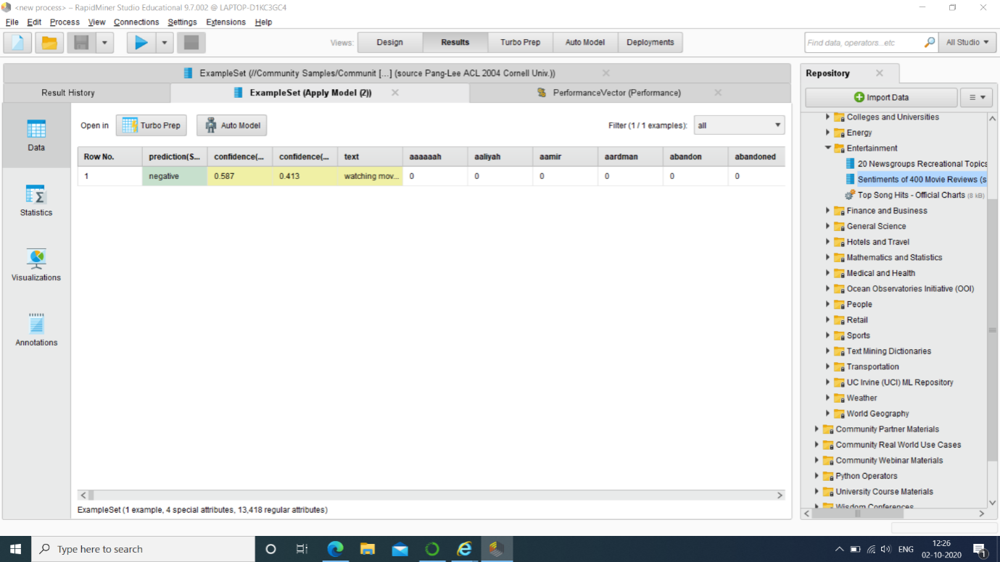 <new process> – RapidMiner Studio Educational 9.7.002 @ LAPTOP-D1KC3GC4
File Edit Process View Connections Settings Extensions Help
Views: Design Results Turbo Prep Auto Model Deployments Find data, operators...etc All Studio
ExampleSet (//Community Samples/Communit [...] (source Pang-Lee ACL 2004 Cornell Univ.))
Result History ExampleSet (Apply Model (2)) PerformanceVector (Performance)
Data
Statistics
Visualizations
Annotations
Open in Turbo Prep Auto Model Filter (1 / 1 examples): all
Row No. prediction(S... confidence(... confidence(... text aaaaaah aaliyah aamir aardman abandon abandoned
1 negative 0.587 0.413 watching mov... 0 0 0 0 0 0
ExampleSet (1 example, 4 special attributes, 13,418 regular attributes)
Repository
Import Data
Colleges and Universities
Energy
Entertainment
20 Newsgroups Recreational Topics
Sentiments of 400 Movie Reviews (s
Top Song Hits - Official Charts (8 kB)
Finance and Business
General Science
Hotels and Travel
Mathematics and Statistics
Medical and Health
Ocean Observatories Initiative (OOI)
People
Retail
Sports
Text Mining Dictionaries
Transportation
UC Irvine (UCI) ML Repository
Weather
World Geography
Community Partner Materials
Community Real World Use Cases
Community Webinar Materials
Python Operators
University Course Materials
Wisdom Conferences
Type here to search
ENG 12:26
02-10-2020
1